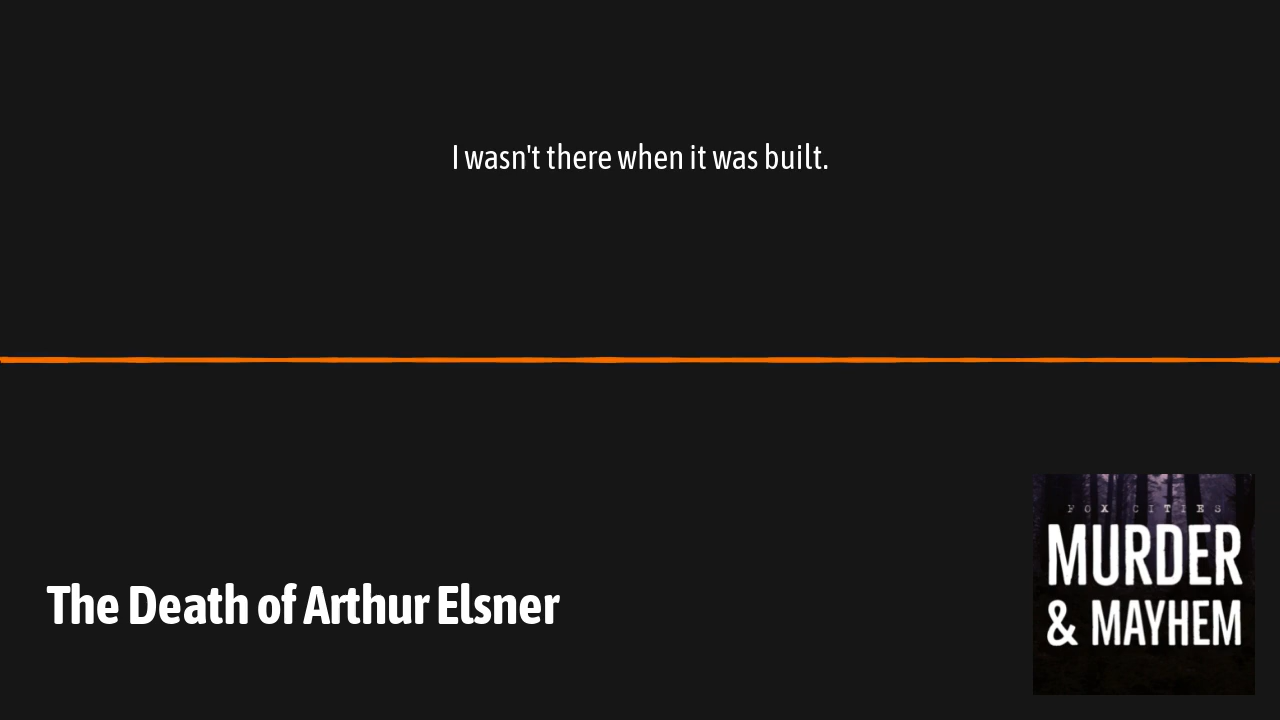 I wasn't there when it was built.
FOX CITIES
MURDER
& MAYHEM
The Death of Arthur Elsner